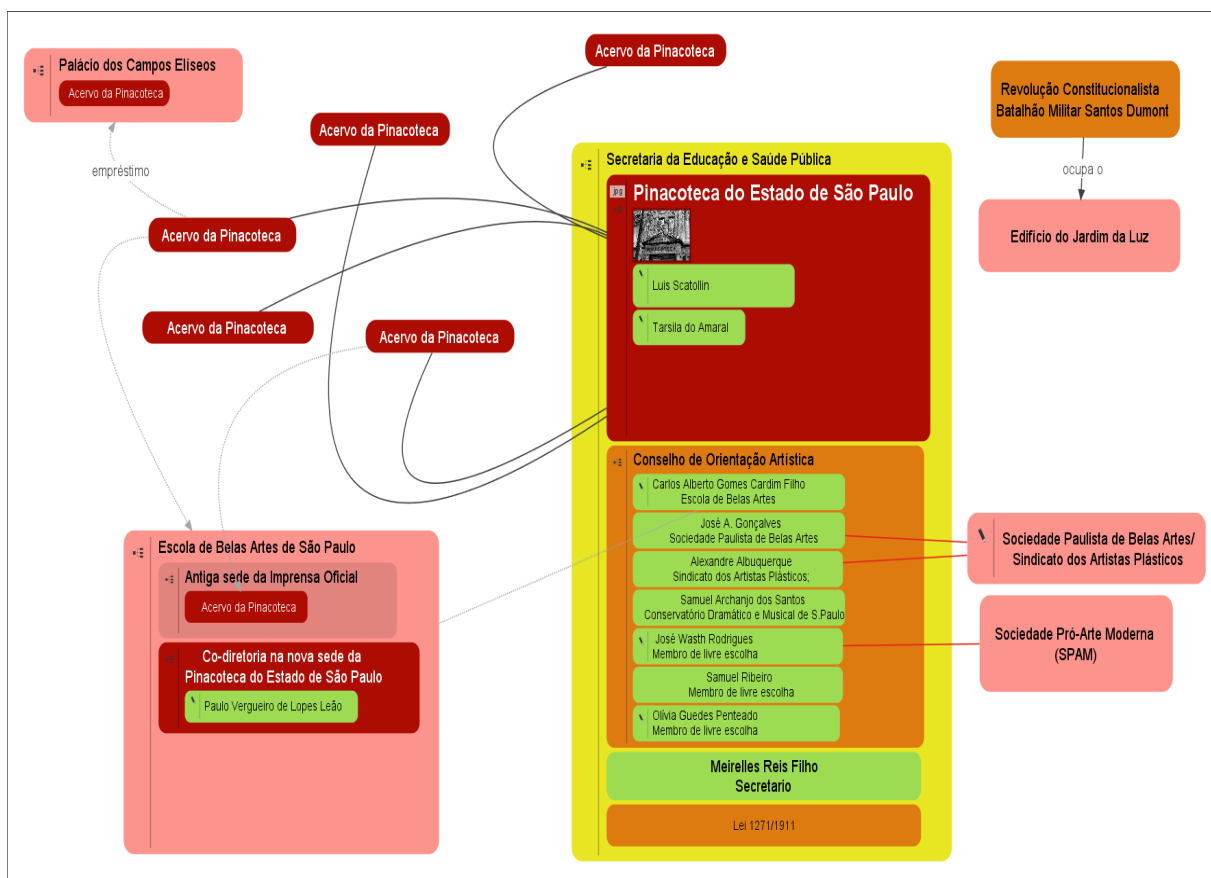 Palácio dos Campos Elíseos
Acervo da Pinacoteca
empréstimo
Acervo da Pinacoteca
Acervo da Pinacoteca
Acervo da Pinacoteca
Acervo da Pinacoteca
Acervo da Pinacoteca
Revolução Constitucionalista
Batalhão Militar Santos Dumont
ocupa o
Edifício do Jardim da Luz
Secretaria da Educação e Saúde Pública
.jpg
Pinacoteca do Estado de São Paulo
PINACOTECA
Luis Scatollin
Tarsila do Amaral
Conselho de Orientação Artística
Carlos Alberto Gomes Cardim Filho
Escola de Belas Artes
José A. Gonçalves
Sociedade Paulista de Belas Artes
Alexandre Albuquerque
Sindicato dos Artistas Plásticos;
Samuel Archanjo dos Santos
Conservatório Dramático e Musical de S.Paulo
José Wasth Rodrigues
Membro de livre escolha
Samuel Ribeiro
Membro de livre escolha
Olívia Guedes Penteado
Membro de livre escolha
Meirelles Reis Filho
Secretario
Lei 1271/1911
Sociedade Paulista de Belas Artes/
Sindicato dos Artistas Plásticos
Sociedade Pró-Arte Moderna
(SPAM)
Escola de Belas Artes de São Paulo
Antiga sede da Imprensa Oficial
Acervo da Pinacoteca
Co-diretoria na nova sede da
Pinacoteca do Estado de São Paulo
Paulo Vergueiro de Lopes Leão